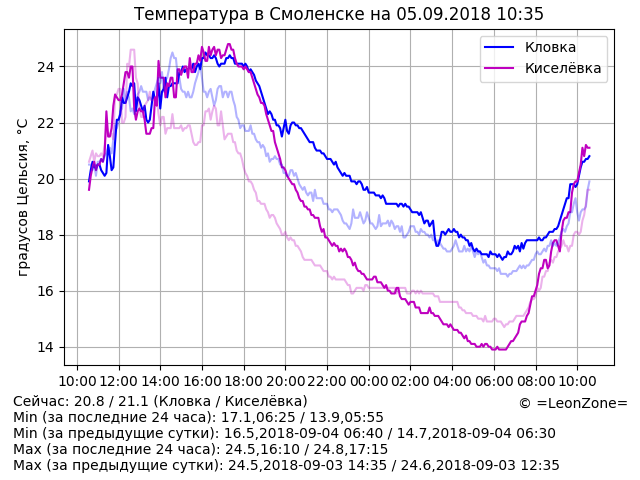 Температура в Смоленске на 05.09.2018 10:35
Кловка
Киселёвка
градусов Цельсия, °C
24
22
20
18
16
14
10:00 12:00 14:00 16:00 18:00 20:00 22:00 00:00 02:00 04:00 06:00 08:00 10:00
Сейчас: 20.8 / 21.1 (Кловка / Киселёвка)
© =LeonZone=
Min (за последние 24 часа): 17.1,06:25 / 13.9,05:55
Min (за предыдущие сутки): 16.5,2018-09-04 06:40 / 14.7,2018-09-04 06:30
Max (за последние 24 часа): 24.5,16:10 / 24.8,17:15
Max (за предыдущие сутки): 24.5,2018-09-03 14:35 / 24.6,2018-09-03 12:35